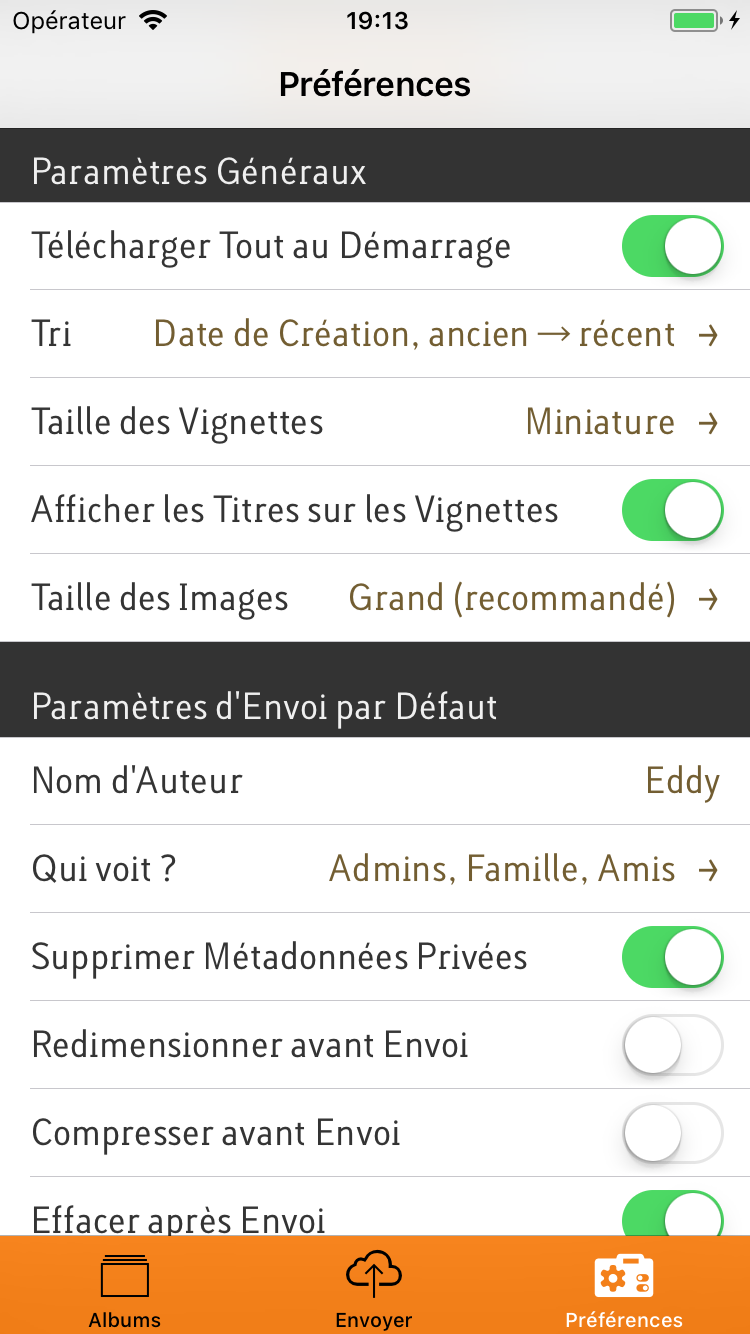 Opérateur 19:13
Préférences
Paramètres Généraux
Télécharger Tout au Démarrage
Tri Date de Création, ancien → récent →
Taille des Vignettes Miniature →
Afficher les Titres sur les Vignettes
Taille des Images Grand (recommandé) →
Paramètres d'Envoi par Défaut
Nom d'Auteur Eddy
Qui voit ? Admins, Famille, Amis →
Supprimer Métadonnées Privées
Redimensionner avant Envoi
Compresser avant Envoi
Effacer après Envoi
Albums Envoyer Préférences